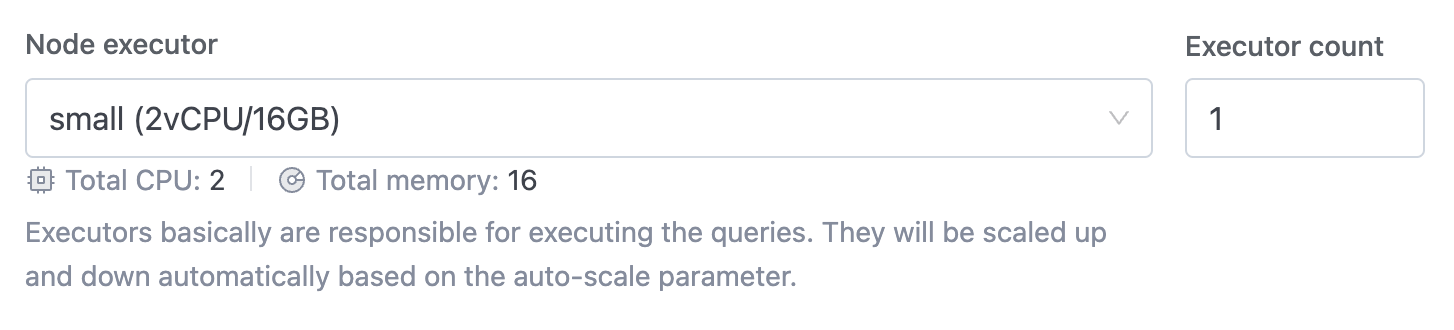 Node executor
Executor count
small (2vCPU/16GB)
1
Total CPU: 2
Total memory: 16
Executors basically are responsible for executing the queries. They will be scaled up
and down automatically based on the auto-scale parameter.